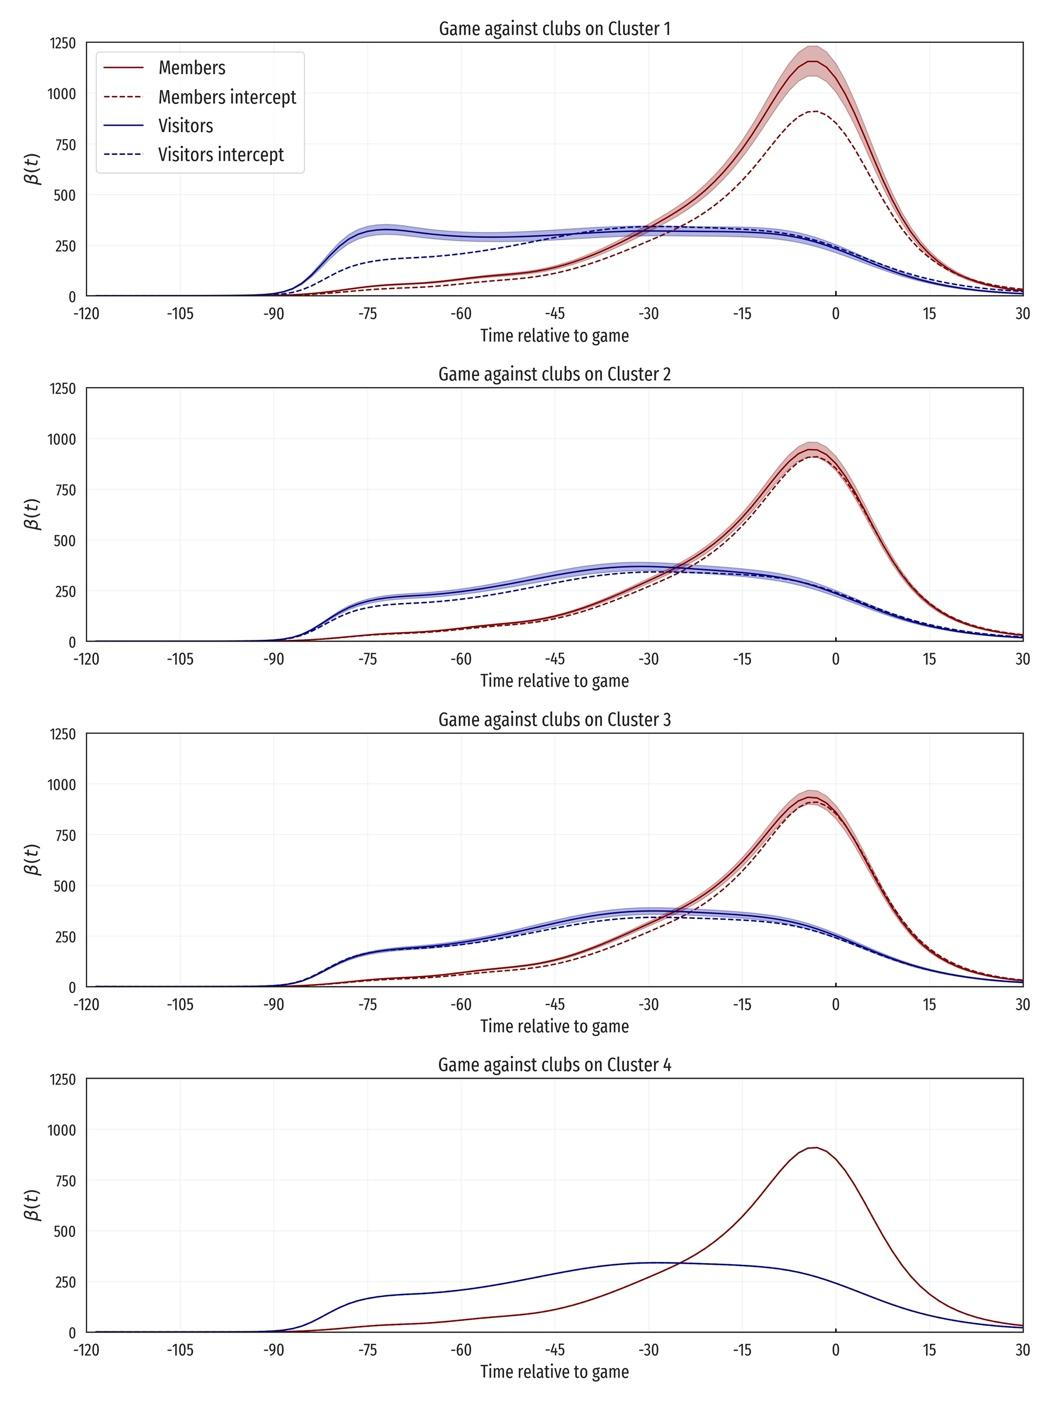 Game against clubs on Cluster 1
1250
1000
750
500
250
0
β(t)
Members
Members intercept
Visitors
Visitors intercept
-120 -105 -90 -75 -60 -45 -30 -15 0 15 30
Time relative to game
Game against clubs on Cluster 2
1250
1000
750
500
250
0
β(t)
-120 -105 -90 -75 -60 -45 -30 -15 0 15 30
Time relative to game
Game against clubs on Cluster 3
1250
1000
750
500
250
0
β(t)
-120 -105 -90 -75 -60 -45 -30 -15 0 15 30
Time relative to game
Game against clubs on Cluster 4
1250
1000
750
500
250
0
β(t)
-120 -105 -90 -75 -60 -45 -30 -15 0 15 30
Time relative to game